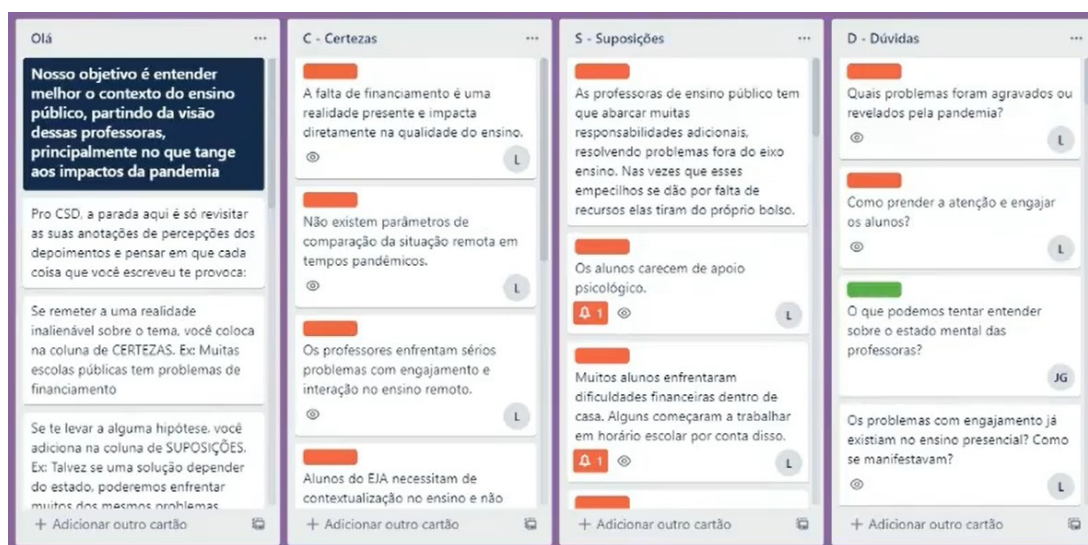 Olá
Nosso objetivo é entender
melhor o contexto do ensino
público, partindo da visão
dessas professoras,
principalmente no que tange
aos impactos da pandemia
Pro CSD, a parada aqui é só revisitar
as suas anotações de percepções dos
depoimentos e pensar em que cada
coisa que você escreveu te provoca:
Se remeter a uma realidade
inalienável sobre o tema, você coloca
na coluna de CERTEZAS. Ex: Muitas
escolas públicas tem problemas de
financiamento
Se te levar a alguma hipótese, você
adiciona na coluna de SUPOSIÇÕES.
Ex: Talvez se uma solução depender
do estado, poderemos enfrentar
muitos dos mesmos problemas
+ Adicionar outro cartão
C - Certezas
A falta de financiamento é uma
realidade presente e impacta
diretamente na qualidade do ensino.
L
Não existem parâmetros de
comparação da situação remota em
tempos pandêmicos.
L
Os professores enfrentam sérios
problemas com engajamento e
interação no ensino remoto.
L
Alunos do EJA necessitam de
contextualização no ensino e não
+ Adicionar outro cartão
S - Suposições
As professoras de ensino público tem
que abarcar muitas
responsabilidades adicionais,
resolvendo problemas fora do eixo
ensino. Nas vezes que esses
empecilhos se dão por falta de
recursos elas tiram do próprio bolso.
Os alunos carecem de apoio
psicológico.
1
L
Muitos alunos enfrentaram
dificuldades financeiras dentro de
casa. Alguns começaram a trabalhar
em horário escolar por conta disso.
1
L
+ Adicionar outro cartão
D - Dúvidas
Quais problemas foram agravados ou
revelados pela pandemia?
L
Como prender a atenção e engajar
os alunos?
L
O que podemos tentar entender
sobre o estado mental das
professoras?
JG
Os problemas com engajamento já
existiam no ensino presencial? Como
se manifestavam?
L
+ Adicionar outro cartão